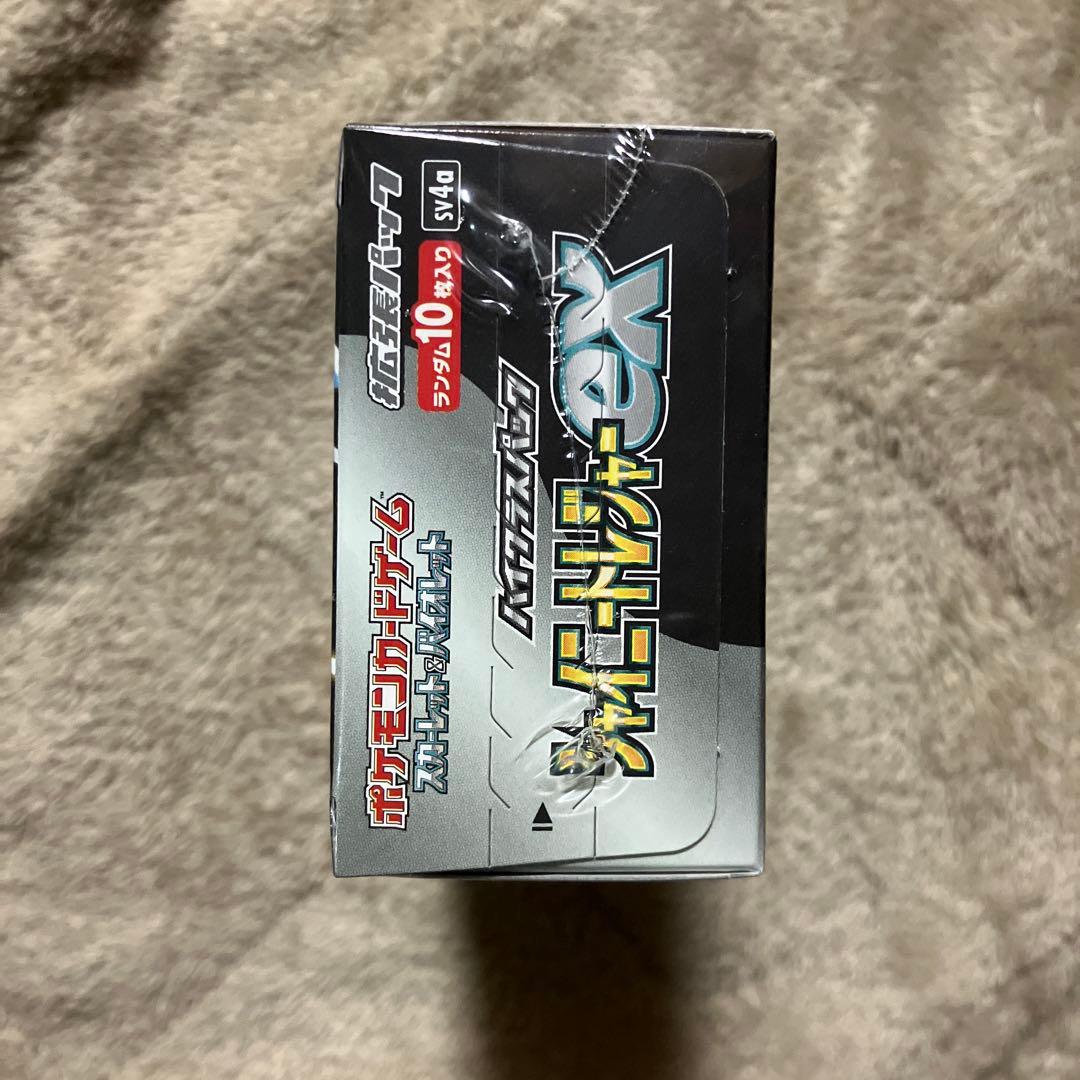 ポケモンカードゲーム™
スカーレット&バイオレット
拡張パック
ランダム10枚入り
SV4a
ハイクラスパック
シャイニートレジャーex